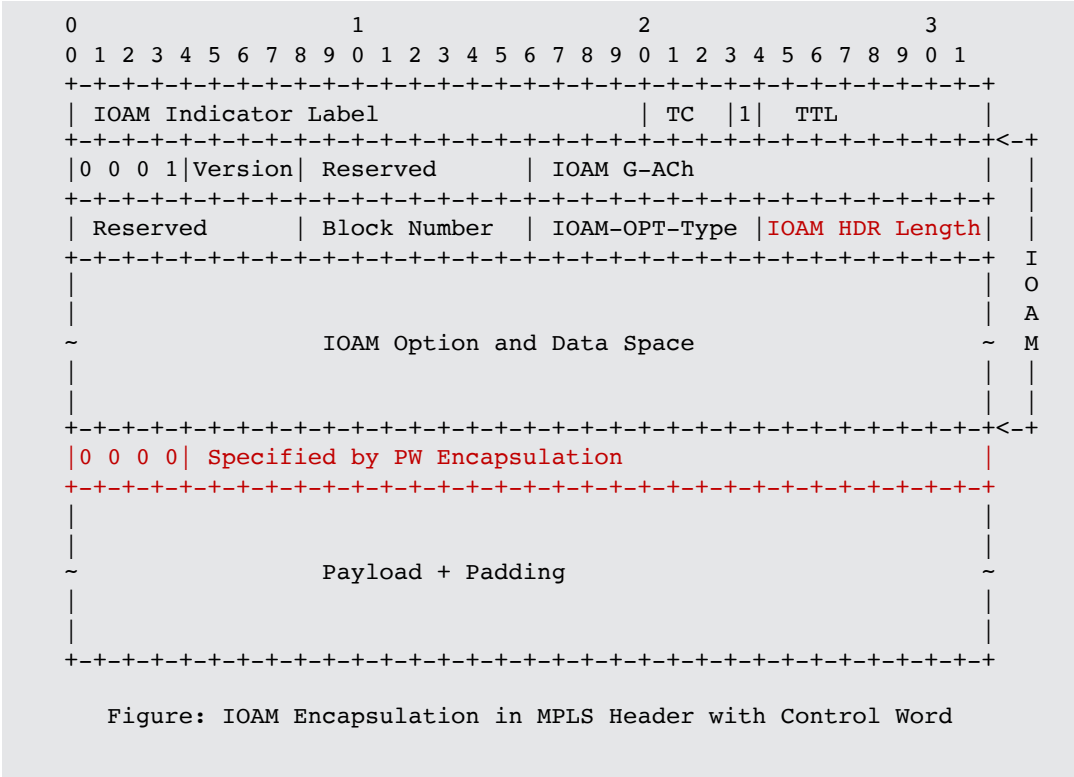 0                   1                   2                   3
 0 1 2 3 4 5 6 7 8 9 0 1 2 3 4 5 6 7 8 9 0 1 2 3 4 5 6 7 8 9 0 1
+-+-+-+-+-+-+-+-+-+-+-+-+-+-+-+-+-+-+-+-+-+-+-+-+-+-+-+-+-+-+-+-+
| IOAM Indicator Label                  | TC  |1|  TTL          |
+-+-+-+-+-+-+-+-+-+-+-+-+-+-+-+-+-+-+-+-+-+-+-+-+-+-+-+-+-+-+-+-+<-+
|0 0 0 1|Version| Reserved      | IOAM G-ACh                    |  |
+-+-+-+-+-+-+-+-+-+-+-+-+-+-+-+-+-+-+-+-+-+-+-+-+-+-+-+-+-+-+-+-+  |
| Reserved      | Block Number  | IOAM-OPT-Type |IOAM HDR Length|  |
+-+-+-+-+-+-+-+-+-+-+-+-+-+-+-+-+-+-+-+-+-+-+-+-+-+-+-+-+-+-+-+-+  I
|                                                               |  O
|                                                               |  A
~                 IOAM Option and Data Space                    ~  M
|                                                               |  |
|                                                               |  |
+-+-+-+-+-+-+-+-+-+-+-+-+-+-+-+-+-+-+-+-+-+-+-+-+-+-+-+-+-+-+-+-+<-+
|0 0 0 0| Specified by PW Encapsulation                         |
+-+-+-+-+-+-+-+-+-+-+-+-+-+-+-+-+-+-+-+-+-+-+-+-+-+-+-+-+-+-+-+-+
|                                                               |
|                                                               |
~                 Payload + Padding                             ~
|                                                               |
|                                                               |
+-+-+-+-+-+-+-+-+-+-+-+-+-+-+-+-+-+-+-+-+-+-+-+-+-+-+-+-+-+-+-+-+
Figure: IOAM Encapsulation in MPLS Header with Control Word